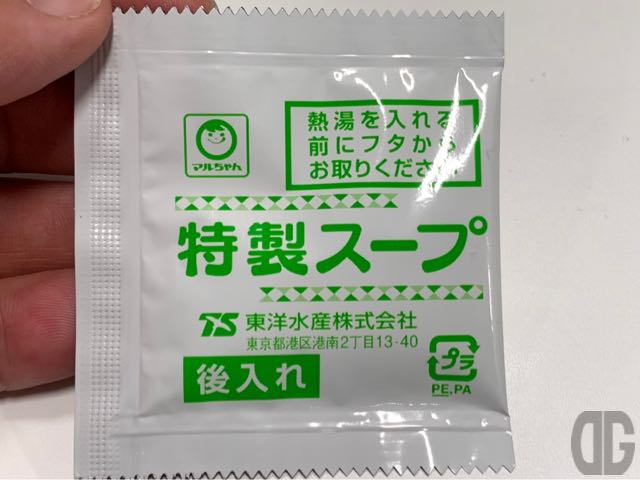 熱湯を入れる
前にフタから
お取りください
マルちゃん
特製スープ
TS 東洋水産株式会社
東京都港区港南2丁目13-40
後入れ
プラ
PE,PA
DG